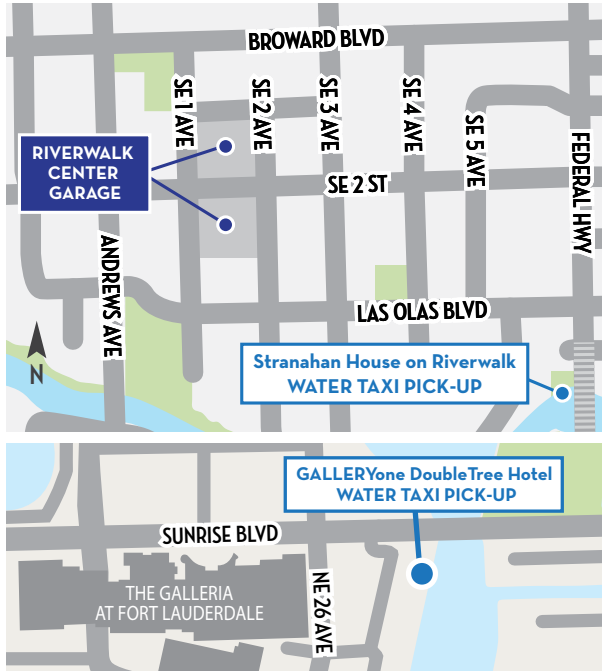 BROWARD BLVD
SE 1 AVE
SE 2 AVE
SE 3 AVE
SE 4 AVE
SE 5 AVE
FEDERAL HWY
RIVERWALK
CENTER
GARAGE
SE 2 ST
ANDREWS AVE
LAS OLAS BLVD
N
Stranahan House on Riverwalk
WATER TAXI PICK-UP
GALLERYone DoubleTree Hotel
WATER TAXI PICK-UP
SUNRISE BLVD
NE 26 AVE
THE GALLERIA
AT FORT LAUDERDALE